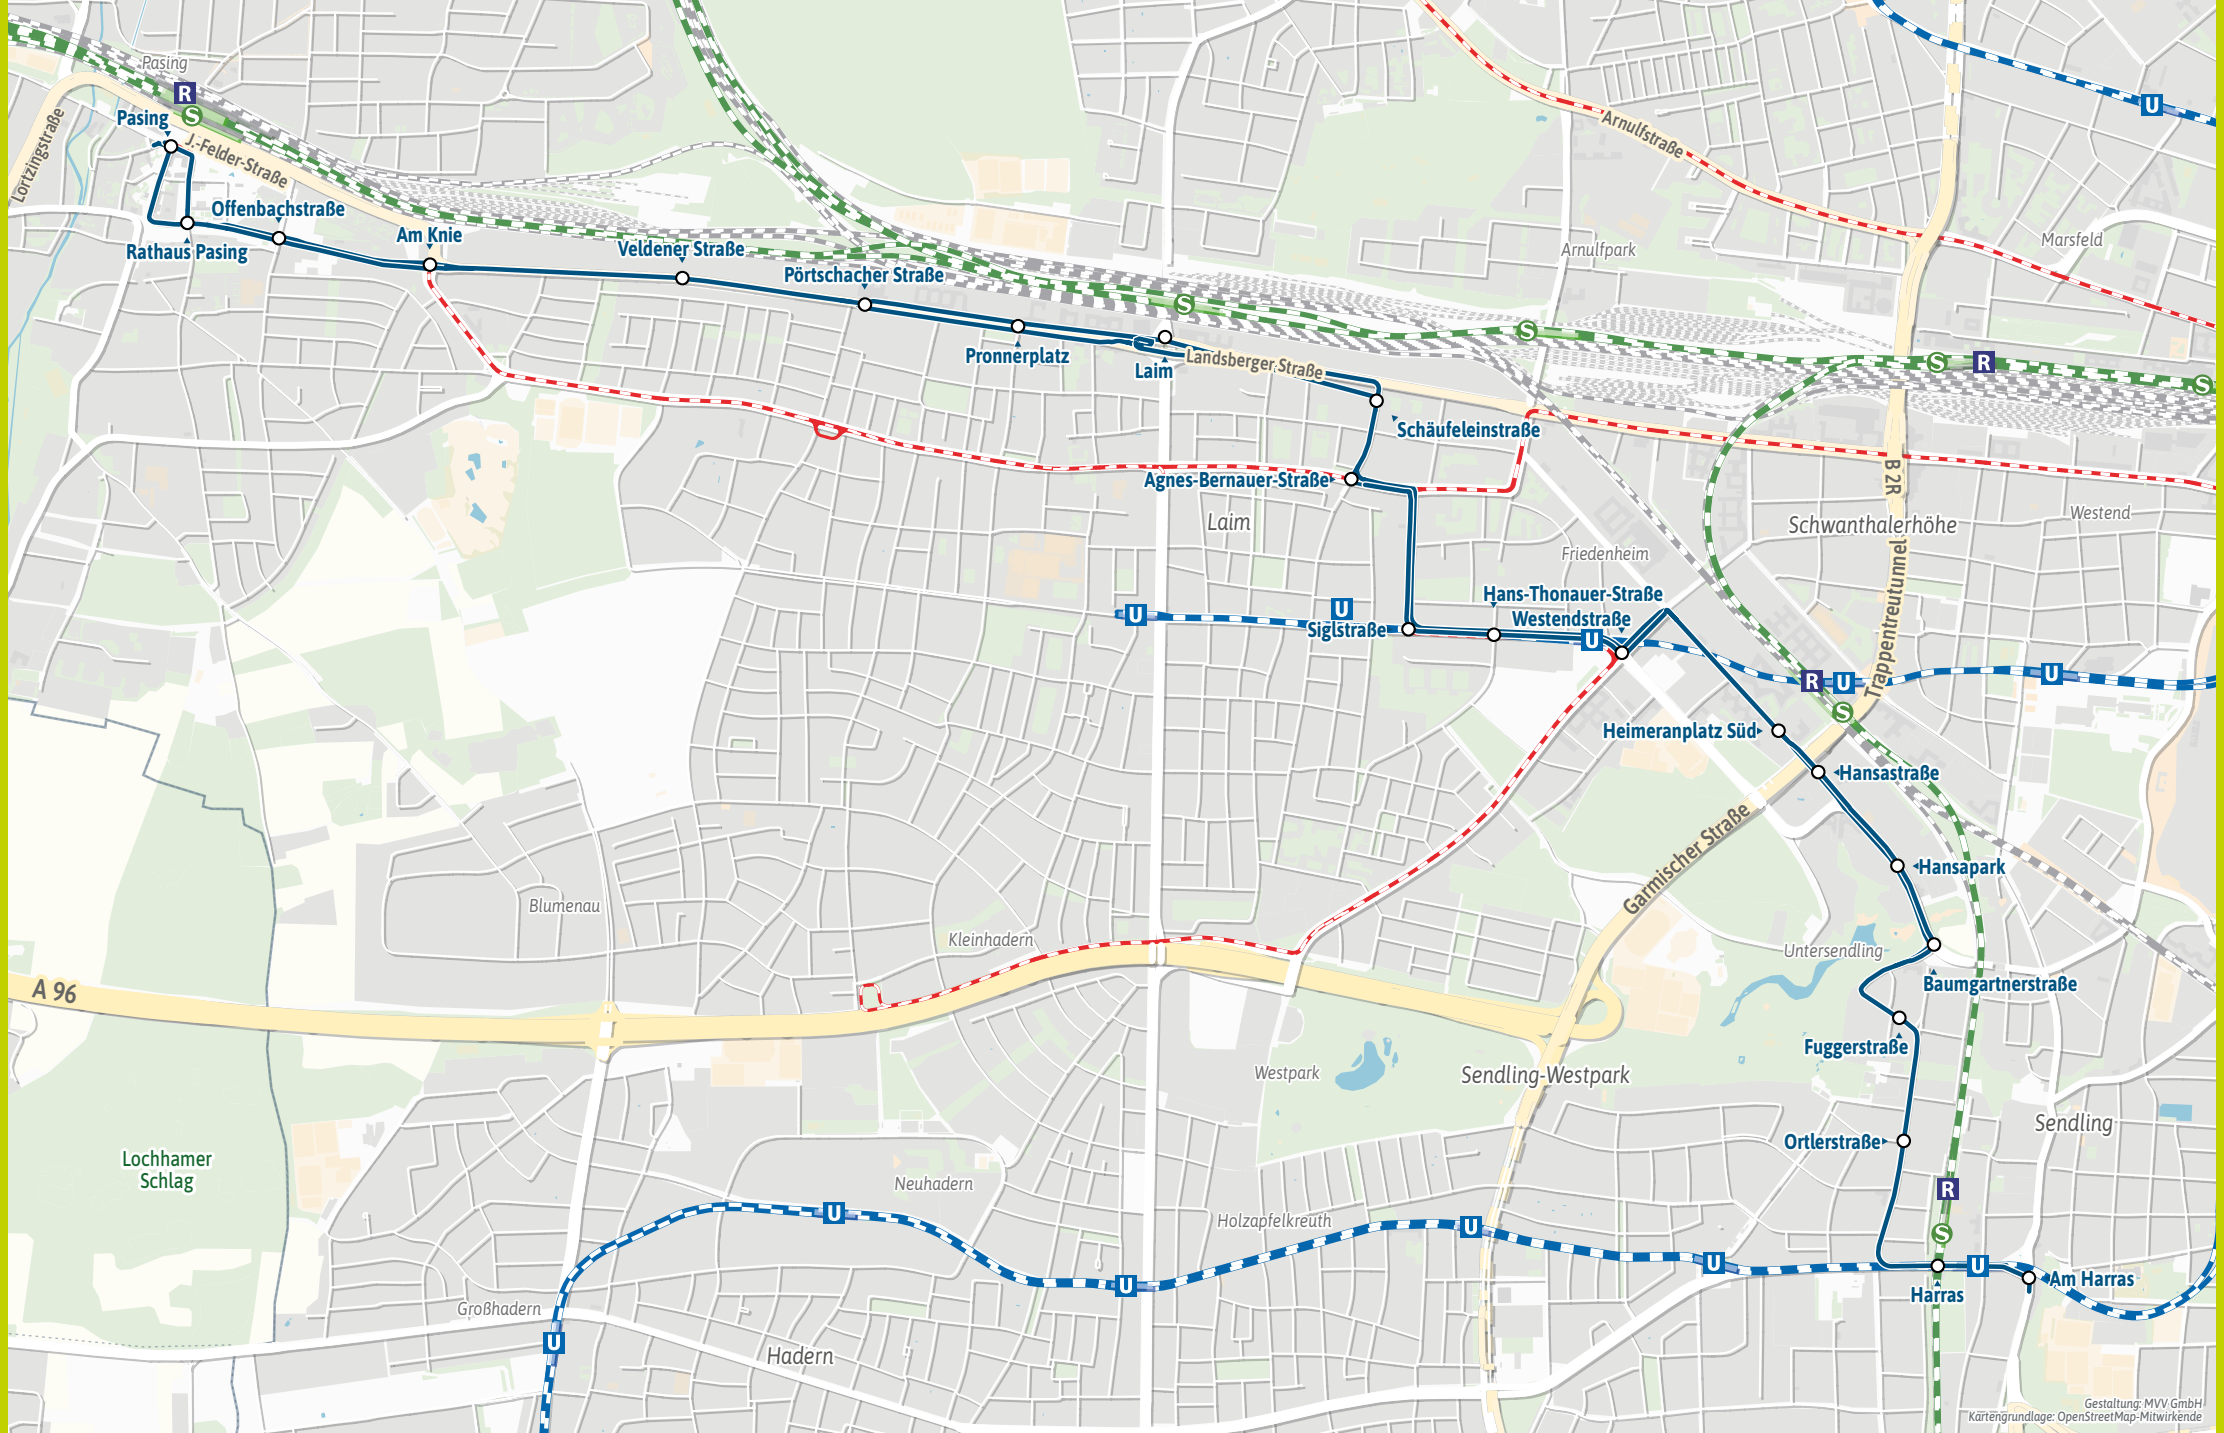 Pasing
R
S
U
Arnulfstraße
Pasing
J.-Felder-Straße
Lortzingstraße
Offenbachstraße
Am Knie
Rathaus Pasing
Veldener Straße
Pörtschacher Straße
Arnulfpark
Marsfeld
S
S
Pronnerplatz
Laim
Landsberger Straße
S
R
S
Schäufeleinstraße
Agnes-Bernauer-Straße
B 2R
Laim
Schwanthalerhöhe
Westend
Friedenheim
Hans-Thonauer-Straße
Westendstraße
U
U
Siglstraße
U
Trappentreutunnel
R
U
U
S
Heimeranplatz Süd
Hansastraße
Garmischer Straße
Hansapark
Blumenau
Kleinhadern
Untersendling
Baumgartnerstraße
A 96
Fuggerstraße
Westpark
Sendling-Westpark
Sendling
Ortlerstraße
Lochhamer
Schlag
Neuhadern
R
U
Holzapfelkreuth
U
S
U
U
U
Am Harras
Harras
Großhadern
U
Hadern
Gestaltung: MVV GmbH
Kartengrundlage: OpenStreetMap-Mitwirkende